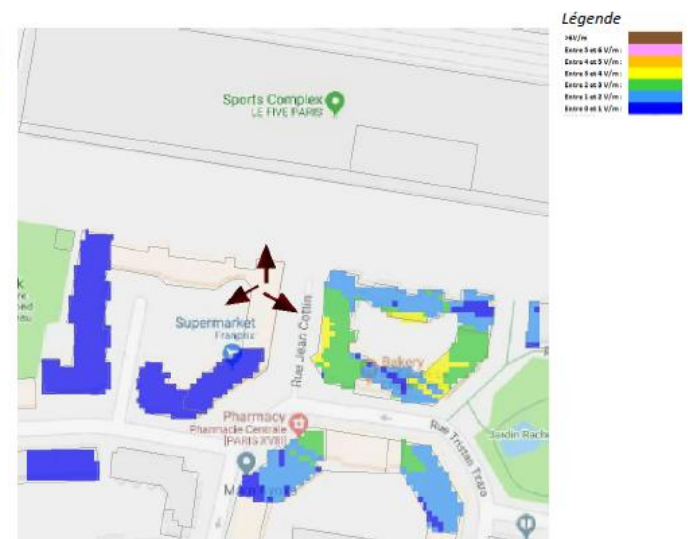 Légende
>6V/m
Entre 5 et 6 V/m :
Entre 4 et 5 V/m :
Entre 3 et 4 V/m :
Entre 2 et 3 V/m :
Entre 1 et 2 V/m :
Entre 0 et 1 V/m :
Sports Complex
LE FIVE PARIS
Supermarket
Franprix
Rue Jean Cottin
Bakery
Pharmacy
Pharmacie Centrale
[PARIS XVIII]
Rue Tristan Tzara
Jardin Rache